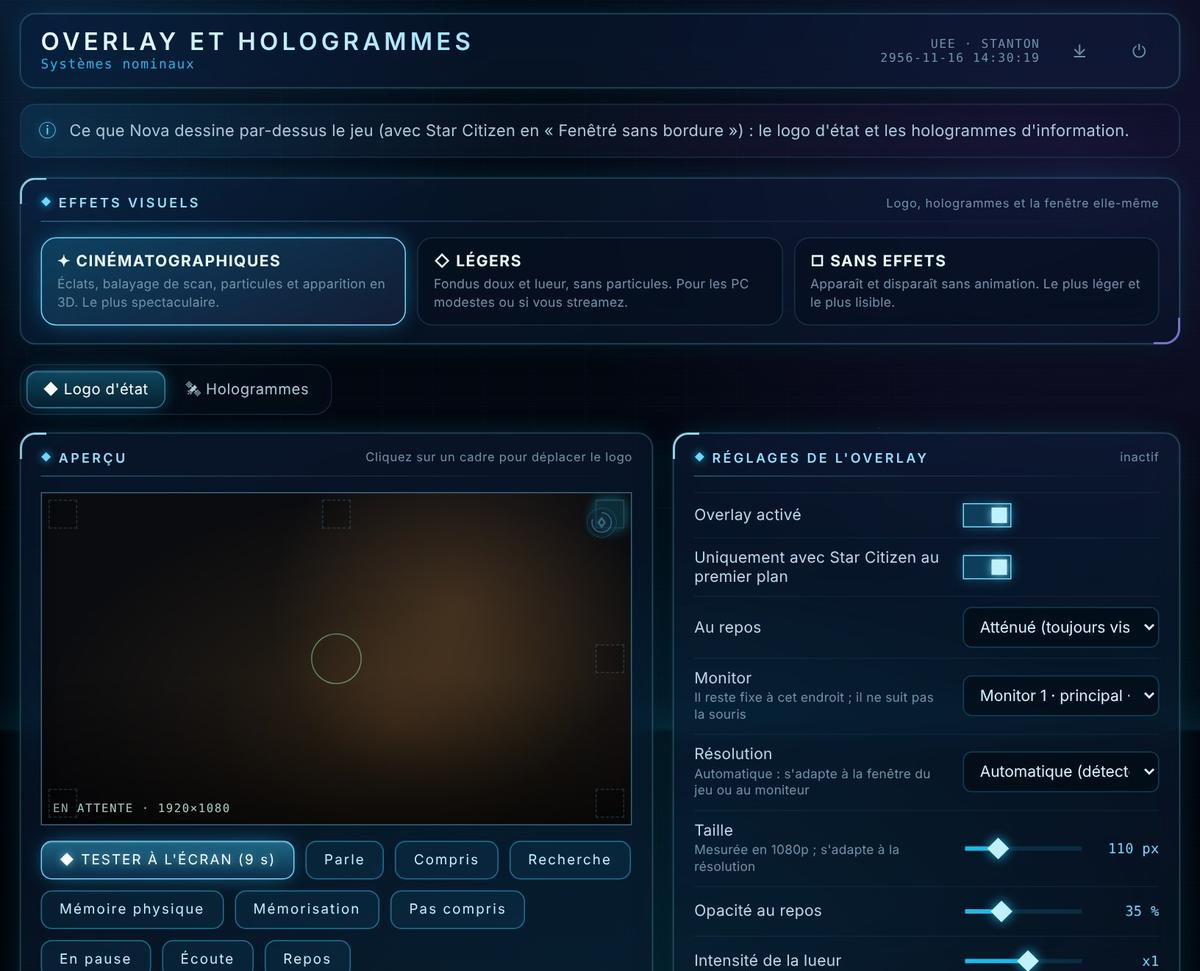 OVERLAY ET HOLOGRAMMES
Systèmes nominaux
UEE · STANTON
2956-11-16 14:30:19
Ce que Nova dessine par-dessus le jeu (avec Star Citizen en « Fenêtré sans bordure ») : le logo d'état et les hologrammes d'information.
EFFETS VISUELS
Logo, hologrammes et la fenêtre elle-même
CINÉMATOGRAPHIQUES
Éclats, balayage de scan, particules et apparition en
3D. Le plus spectaculaire.
LÉGERS
Fondus doux et lueur, sans particules. Pour les PC
modestes ou si vous streamez.
SANS EFFETS
Apparaît et disparaît sans animation. Le plus léger et
le plus lisible.
Logo d'état
Hologrammes
APERÇU
Cliquez sur un cadre pour déplacer le logo
EN ATTENTE · 1920×1080
TESTER À L'ÉCRAN (9 s)
Parle
Compris
Recherche
Mémoire physique
Mémorisation
Pas compris
En pause
Écoute
Repos
RÉGLAGES DE L'OVERLAY
inactif
Overlay activé
Uniquement avec Star Citizen au
premier plan
Au repos
Atténué (toujours vis
Monitor
Il reste fixe à cet endroit ; il ne suit pas
la souris
Monitor 1 · principal ·
Résolution
Automatique : s'adapte à la fenêtre du
jeu ou au moniteur
Automatique (détect
Taille
Mesurée en 1080p ; s'adapte à la
résolution
110 px
Opacité au repos
35 %
Intensité de la lueur
x1